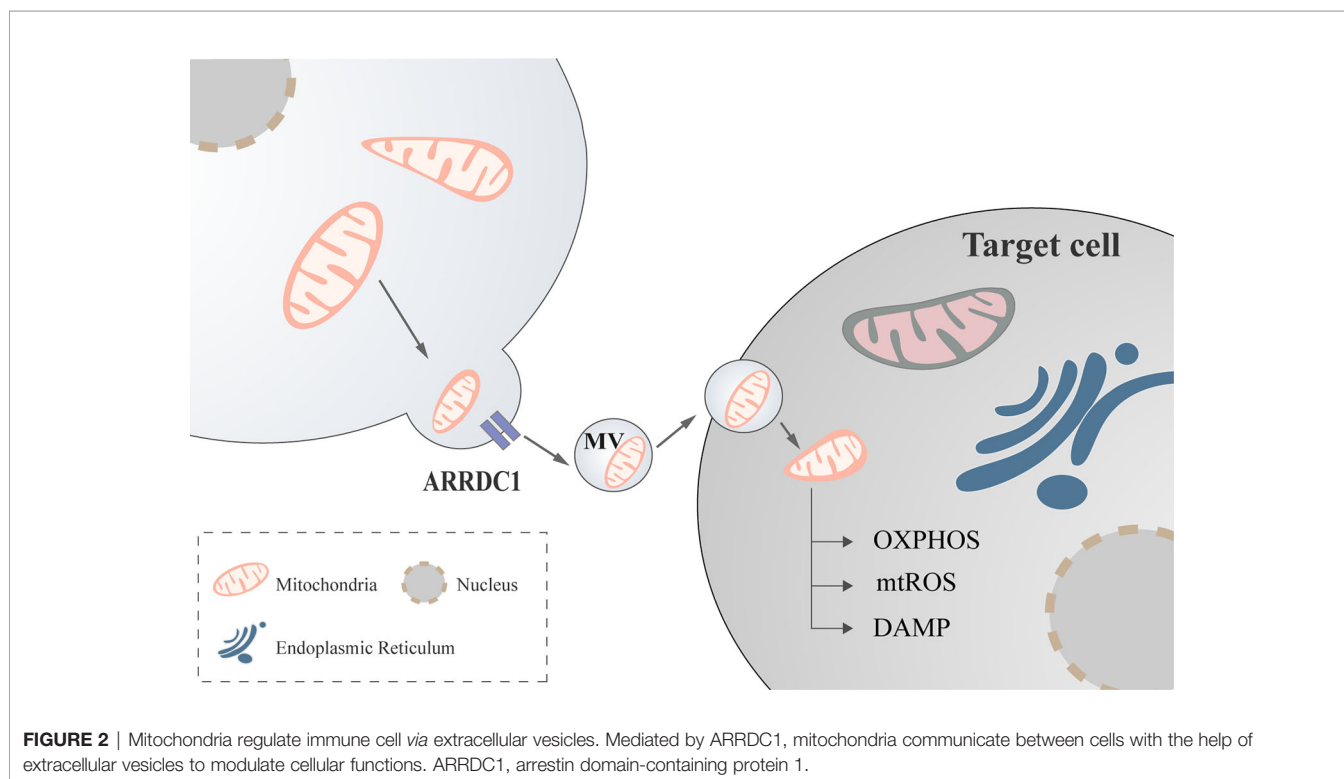 Target cell
MV
ARRDC1
OXPHOS
mtROS
DAMP
Mitochondria
Nucleus
Endoplasmic Reticulum
FIGURE 2 | Mitochondria regulate immune cell via extracellular vesicles. Mediated by ARRDC1, mitochondria communicate between cells with the help of
extracellular vesicles to modulate cellular functions. ARRDC1, arrestin domain-containing protein 1.